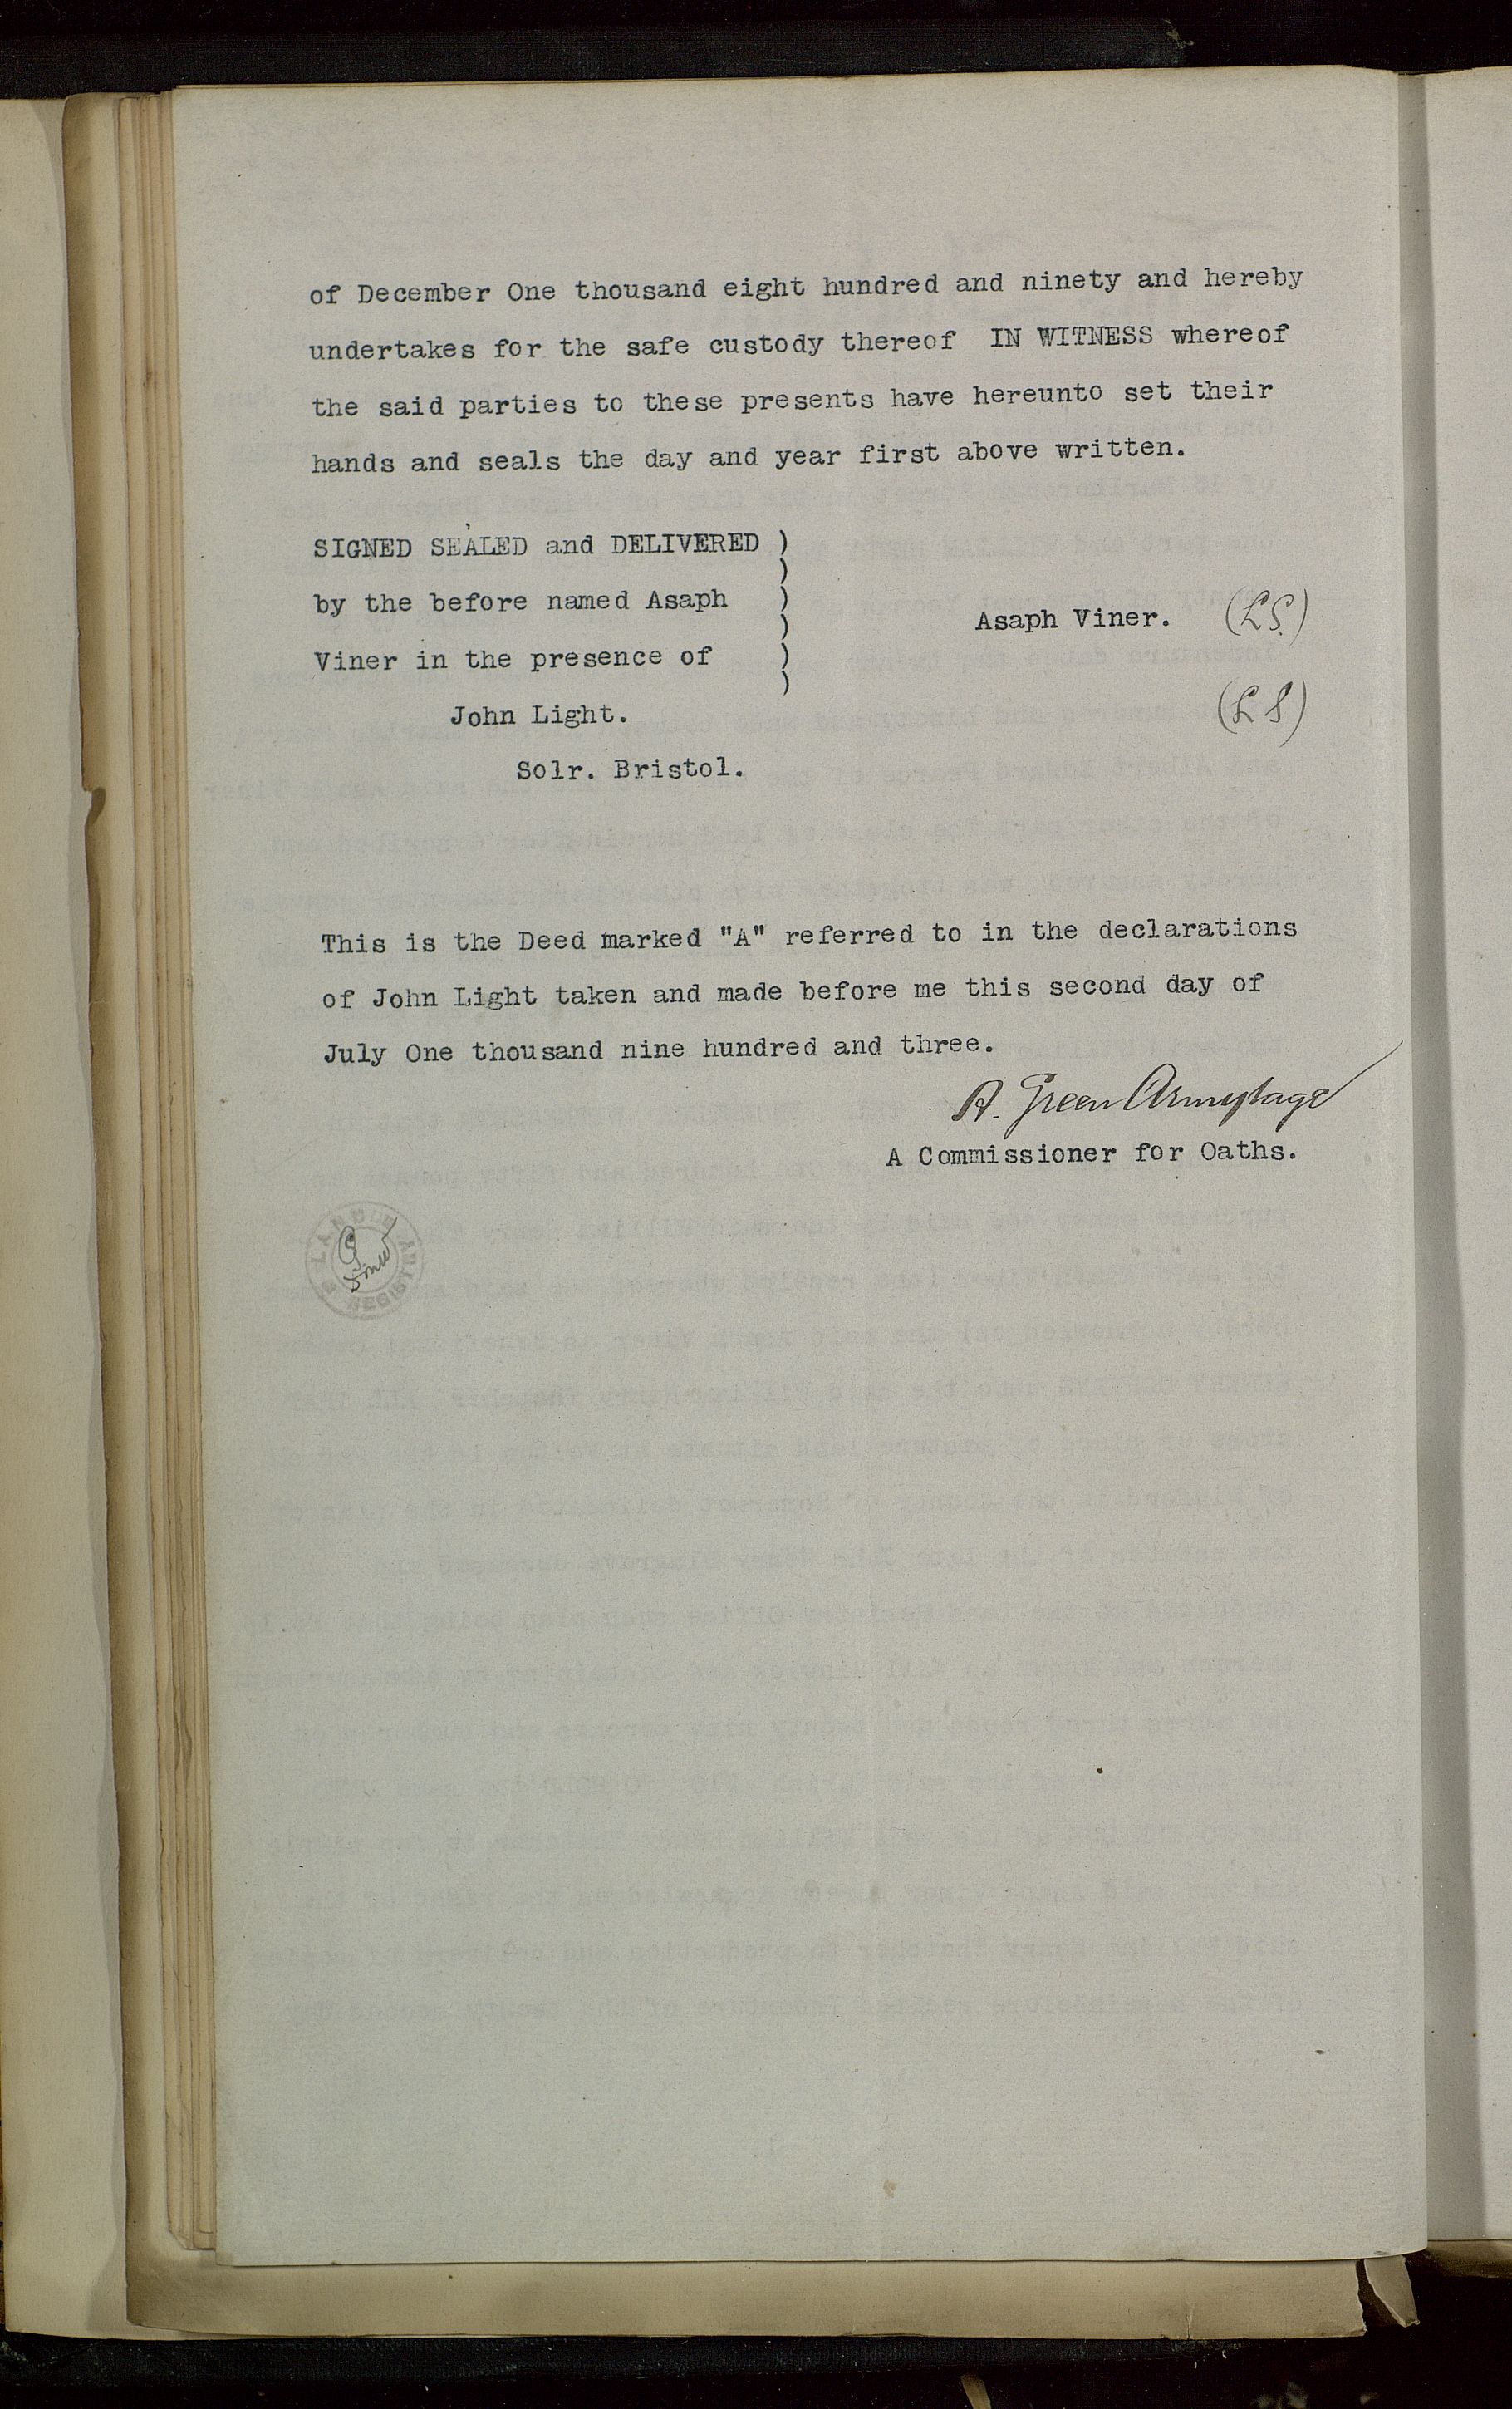 of December One thousand eight hundred and ninety and hereby
undertakes for the safe custody thereof IN WITNESS whereof
the said parties to these presents have hereunto set their
hands and seals the day and year first above written.
SIGNED SEALED and DELIVERED )
)
by the before named Asaph )
)
Asaph Viner. (LS.)
Viner in the presence of )
)
John Light. (LS)
Solr. Bristol.
This is the Deed marked "A" referred to in the declarations
of John Light taken and made before me this second day of
July One thousand nine hundred and three.
A. Green Armytage
A Commissioner for Oaths.
LAND
REGISTRY